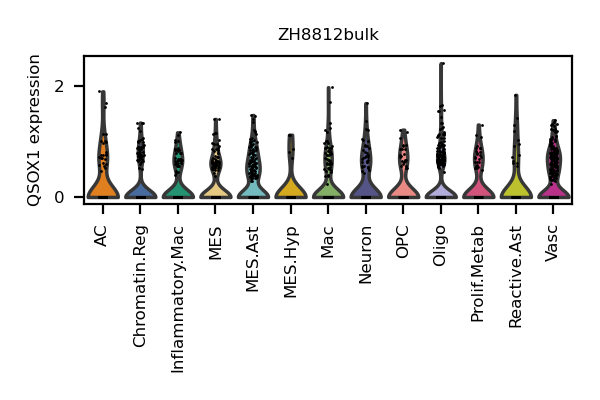 ZH8812bulk
QSOX1 expression
2
0
AC
Chromatin.Reg
Inflammatory.Mac
MES
MES.Ast
MES.Hyp
Mac
Neuron
OPC
Oligo
Prolif.Metab
Reactive.Ast
Vasc